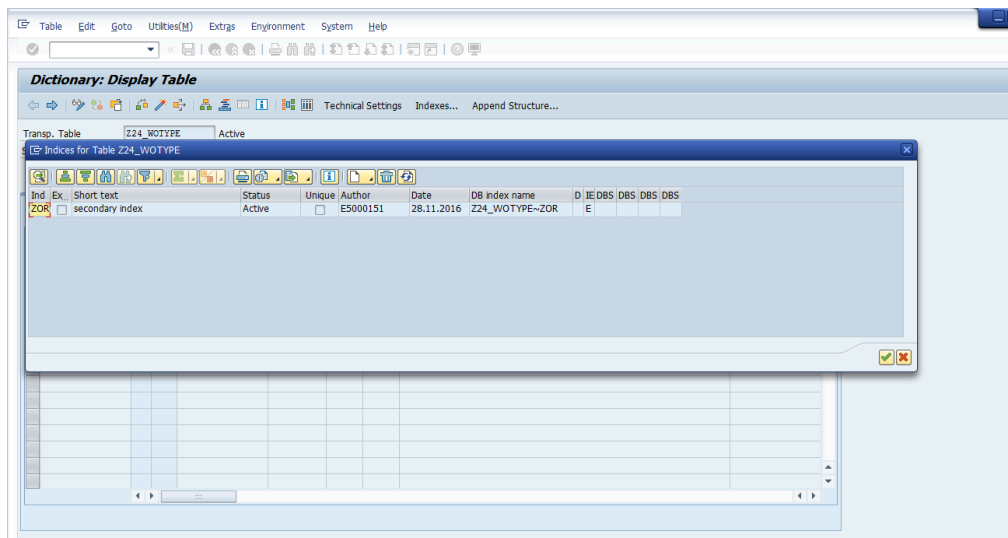 Table Edit Goto Utilities(M) Extras Environment System Help
Dictionary: Display Table
Technical Settings Indexes... Append Structure...
Transp. Table Z24_WOTYPE Active
Indices for Table Z24_WOTYPE
Ind Ex.. Short text Status Unique Author Date DB index name D IE DBS DBS DBS DBS
ZOR secondary index Active E5000151 28.11.2016 Z24_WOTYPE~ZOR E